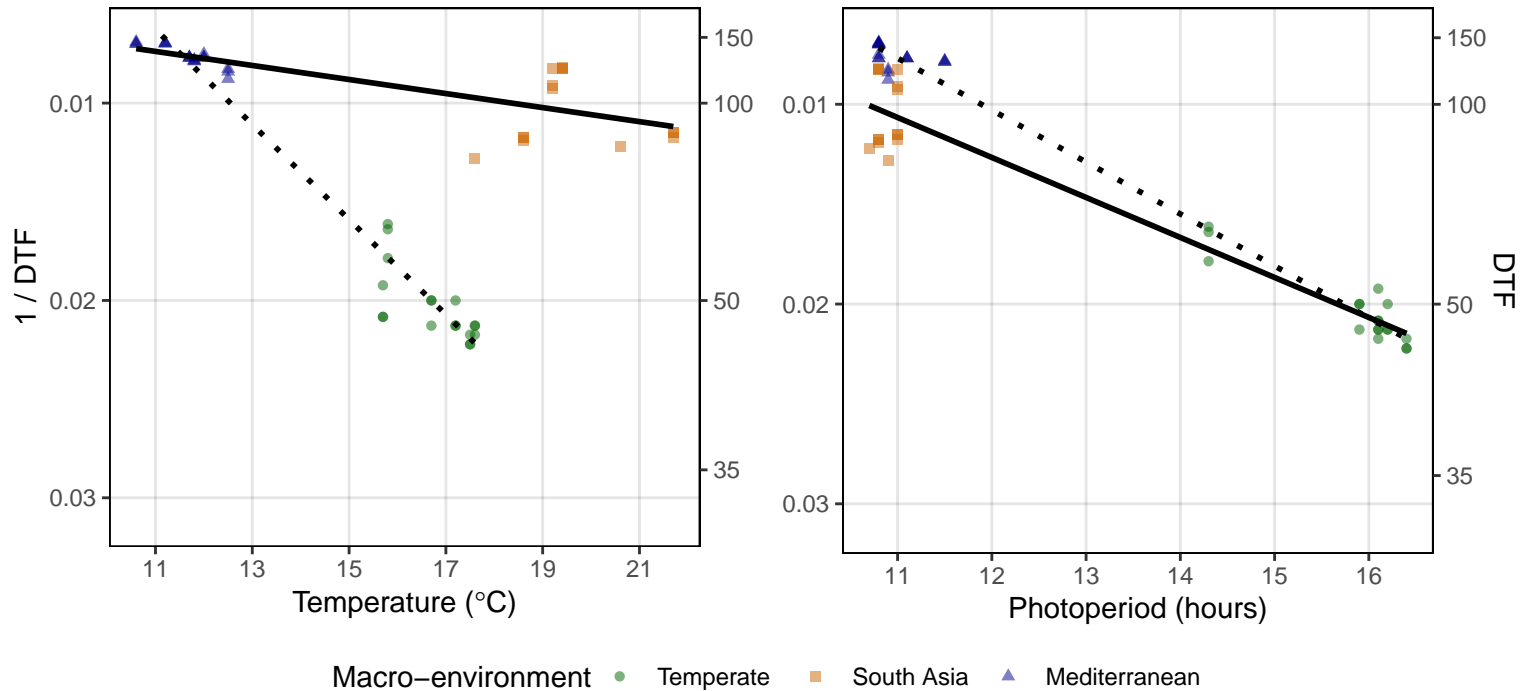 1 / DTF
0.01
0.02
0.03
150
100
50
35
11 13 15 17 19 21
Temperature (°C)
0.01
0.02
0.03
150
100
50
35
DTF
11 12 13 14 15 16
Photoperiod (hours)
Macro−environment Temperate South Asia Mediterranean